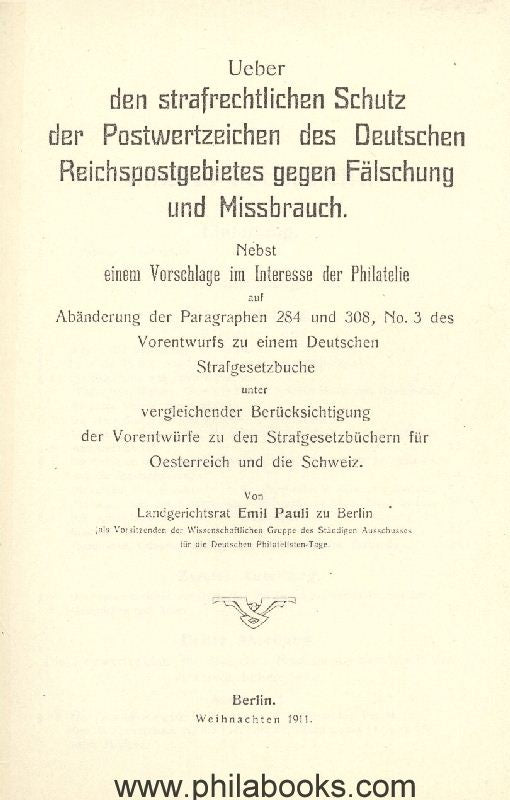 Ueber
den strafrechtlichen Schutz
der Postwertzeichen des Deutschen
Reichspostgebietes gegen Fälschung
und Missbrauch.
Nebst
einem Vorschlage im Interesse der Philatelie
auf
Abänderung der Paragraphen 284 und 308, No. 3 des
Vorentwurfs zu einem Deutschen
Strafgesetzbuche
unter
vergleichender Berücksichtigung
der Vorentwürfe zu den Strafgesetzbüchern für
Oesterreich und die Schweiz.
Von
Landgerichtsrat Emil Pauli zu Berlin
(als Vorsitzenden der Wissenschaftlichen Gruppe des Ständigen Ausschusses
für die Deutschen Philatelisten-Tage.
Berlin.
Weihnachten 1911.
www.philabooks.com